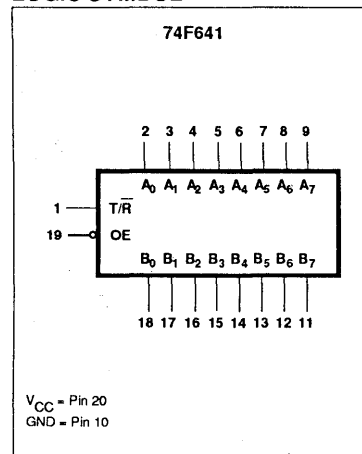 74F641
2 3 4 5 6 7 8 9
A0 A1 A2 A3 A4 A5 A6 A7
1 T/R̅
19 OE
B0 B1 B2 B3 B4 B5 B6 B7
18 17 16 15 14 13 12 11
VCC = Pin 20
GND = Pin 10